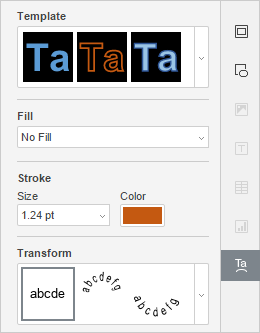 Template
Ta Ta Ta
Fill
No Fill
Stroke
Size Color
1.24 pt
Transform
abcde abcdefg abcdefg
Ta